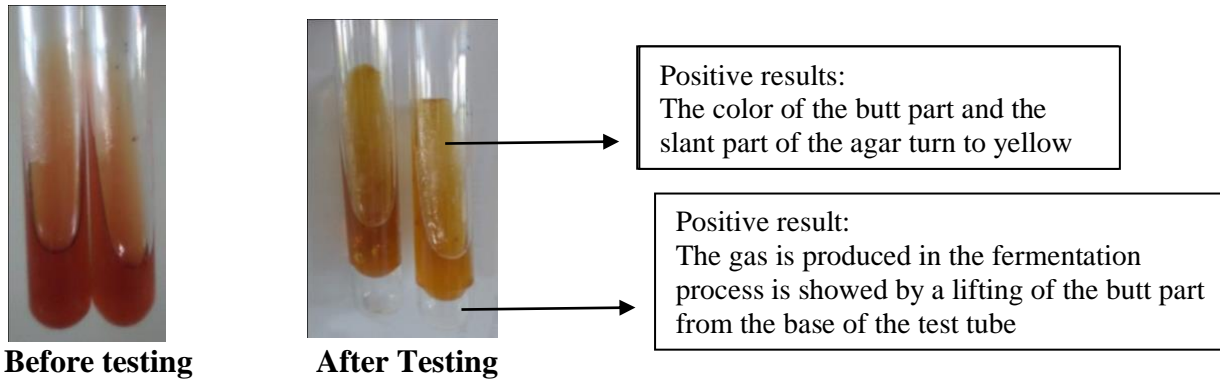 Positive results:
The color of the butt part and the
slant part of the agar turn to yellow
Positive result:
The gas is produced in the fermentation
process is showed by a lifting of the butt part
from the base of the test tube
Before testing
After Testing